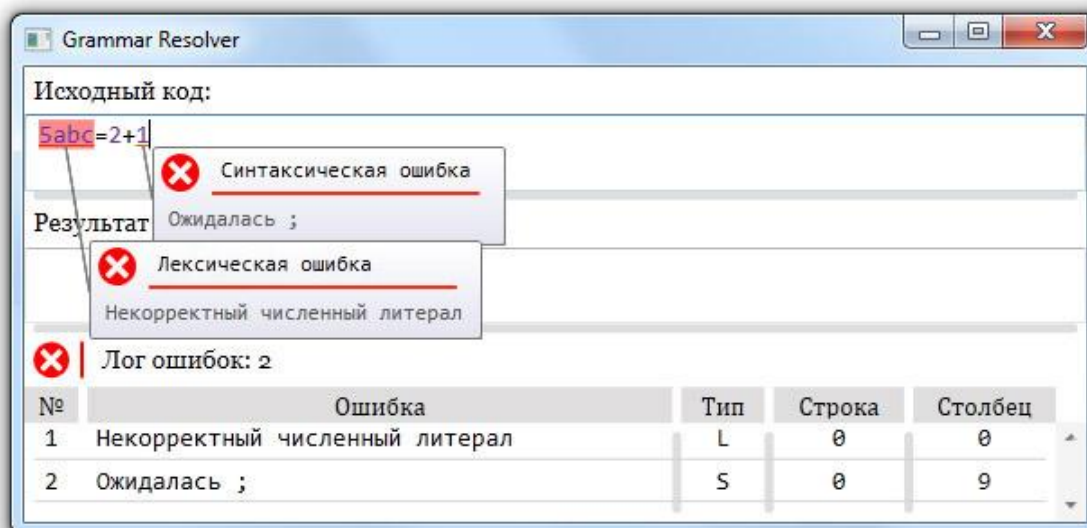 Grammar Resolver
Исходный код:
5abc=2+1
Синтаксическая ошибка
Ожидалась ;
Результат
Лексическая ошибка
Некорректный численный литерал
Лог ошибок: 2
№ Ошибка Тип Строка Столбец
1 Некорректный численный литерал L 0 0
2 Ожидалась ; S 0 9